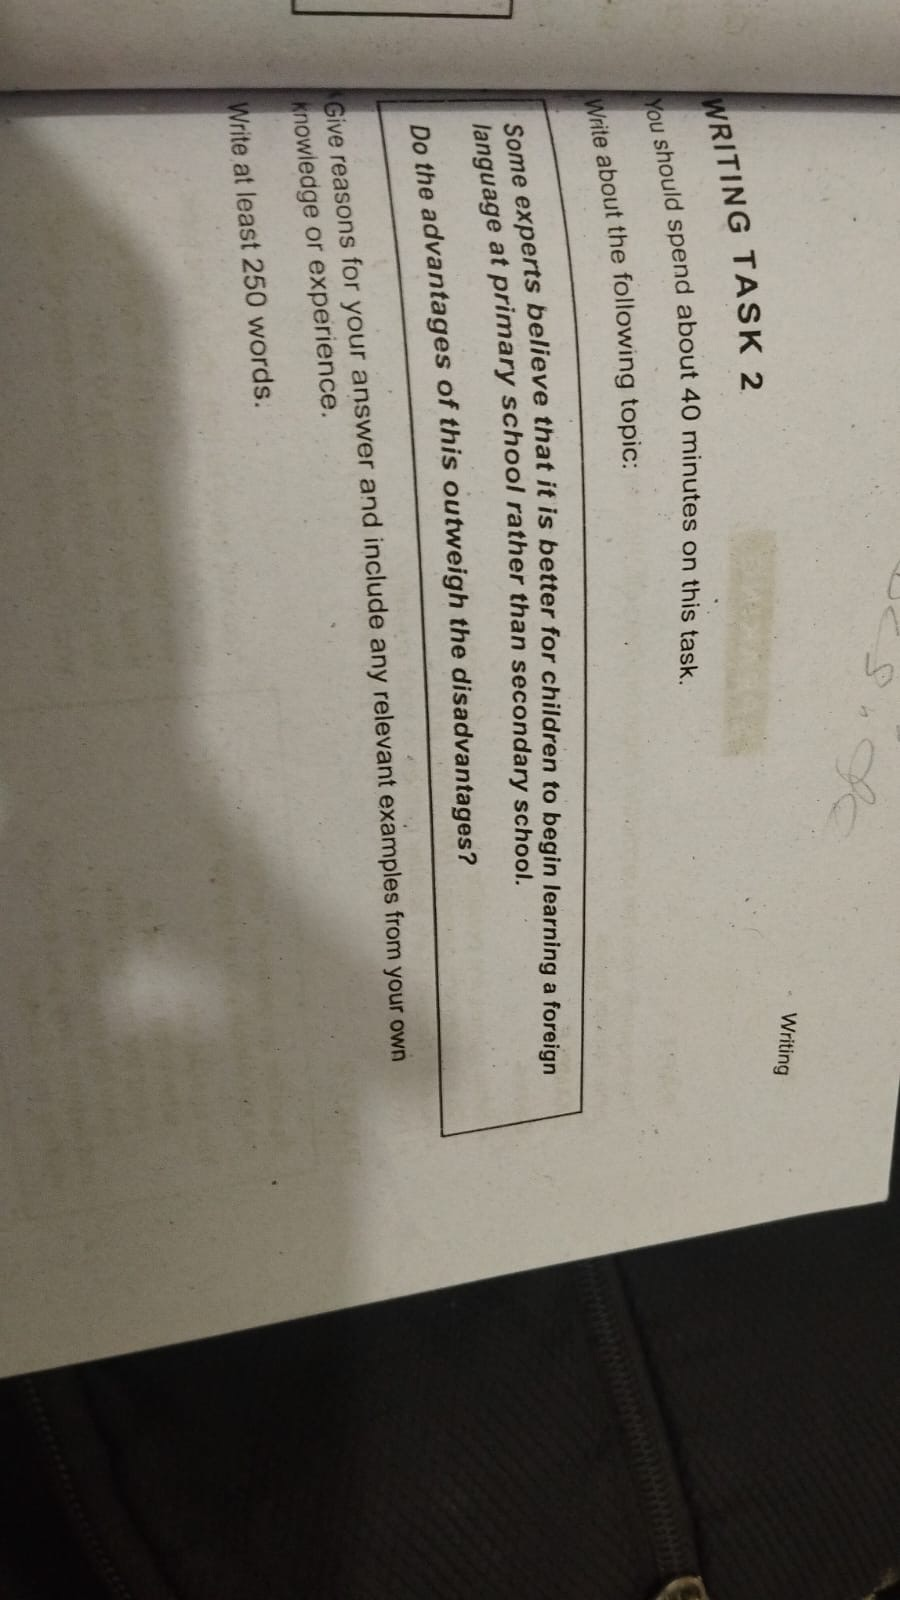 Writing
WRITING TASK 2
You should spend about 40 minutes on this task.
Write about the following topic:
Some experts believe that it is better for children to begin learning a foreign
language at primary school rather than secondary school.
Do the advantages of this outweigh the disadvantages?
Give reasons for your answer and include any relevant examples from your own
knowledge or experience.
Write at least 250 words.